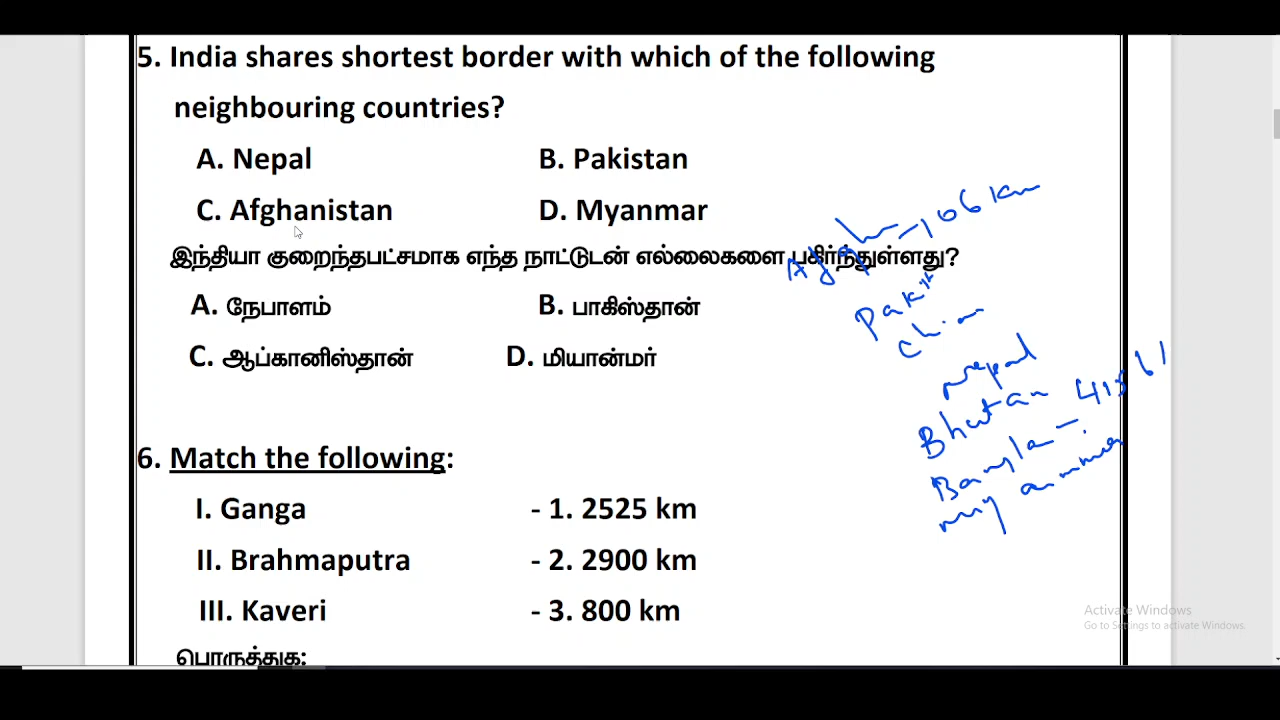 5. India shares shortest border with which of the following
neighbouring countries?
A. Nepal B. Pakistan
C. Afghanistan D. Myanmar
இந்தியா குறைந்தபட்சமாக எந்த நாட்டுடன் எல்லைகளை பகிர்ந்துள்ளது?
A. நேபாளம் B. பாகிஸ்தான்
C. ஆப்கானிஸ்தான் D. மியான்மர்
Afgh - 106 km
Pak
Chin
Nepal
Bhutan
Bangla -
6. Match the following:
I. Ganga - 1. 2525 km
II. Brahmaputra - 2. 2900 km
III. Kaveri - 3. 800 km
பொருத்துக:
Activate Windows
Go to Settings to activate Windows.